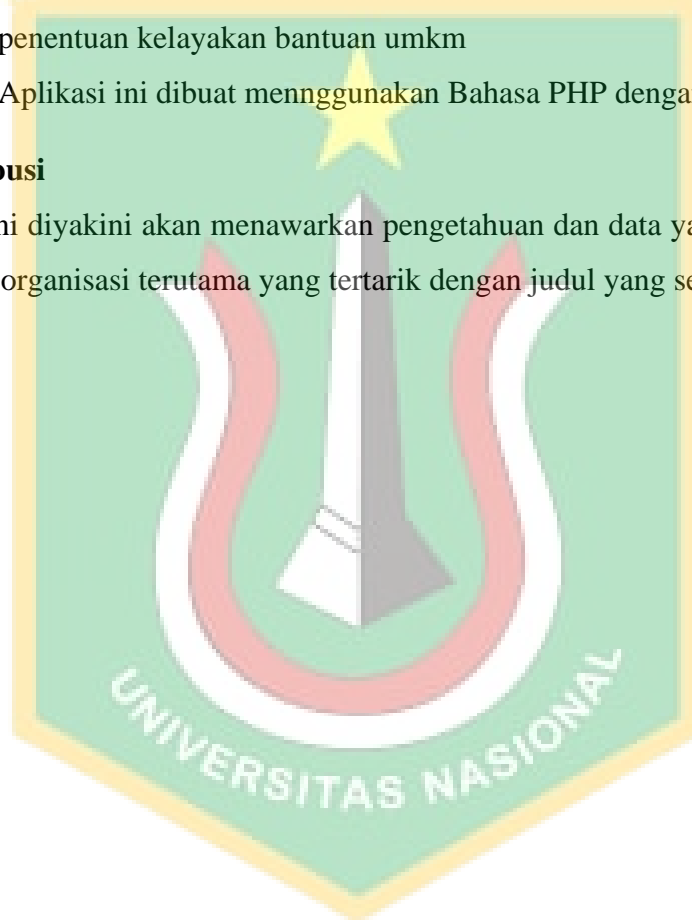 penentuan kelayakan bantuan umkm
Aplikasi ini dibuat mennggunakan Bahasa PHP denga
busi
ni diyakini akan menawarkan pengetahuan dan data ya
organisasi terutama yang tertarik dengan judul yang se
UNIVERSITAS NASIONAL